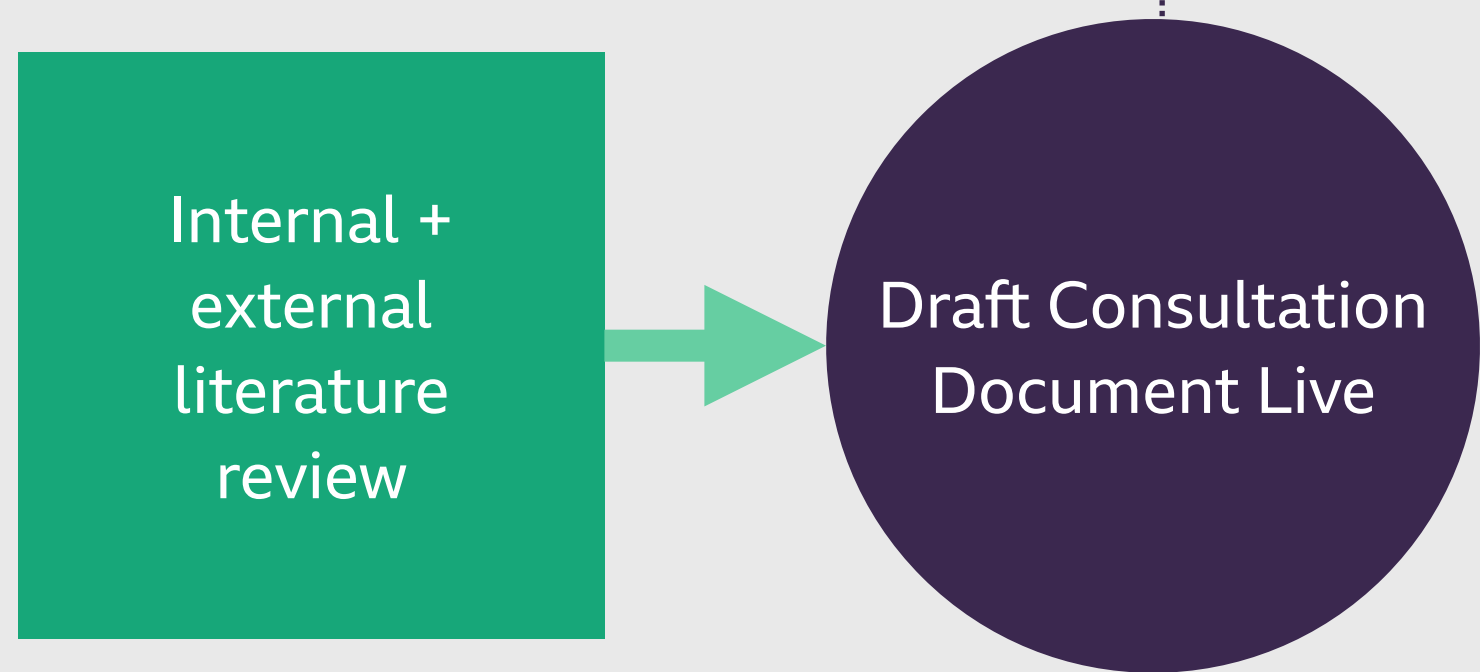 Internal +
external
literature
review
Draft Consultation
Document Live